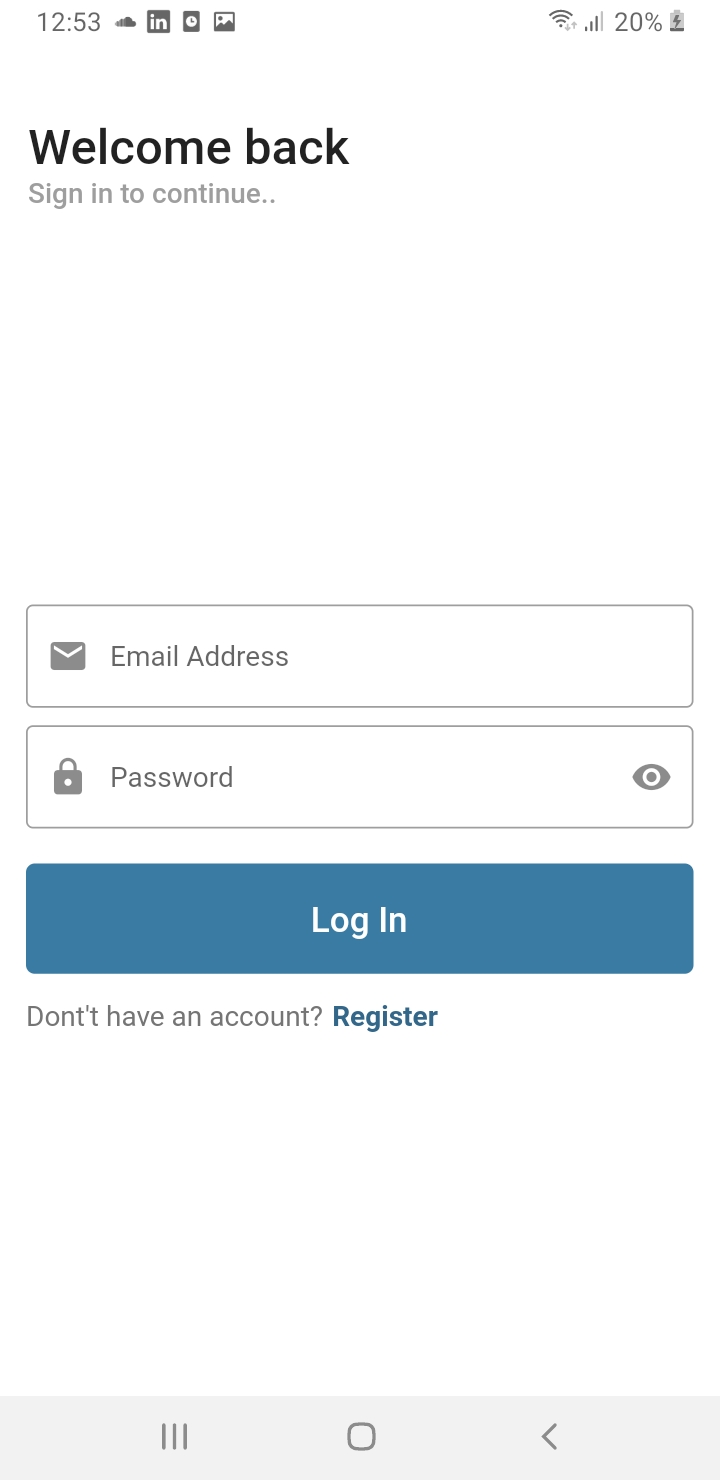 12:53 in 20%
Welcome back
Sign in to continue..
Email Address
Password
Log In
Dont't have an account? Register